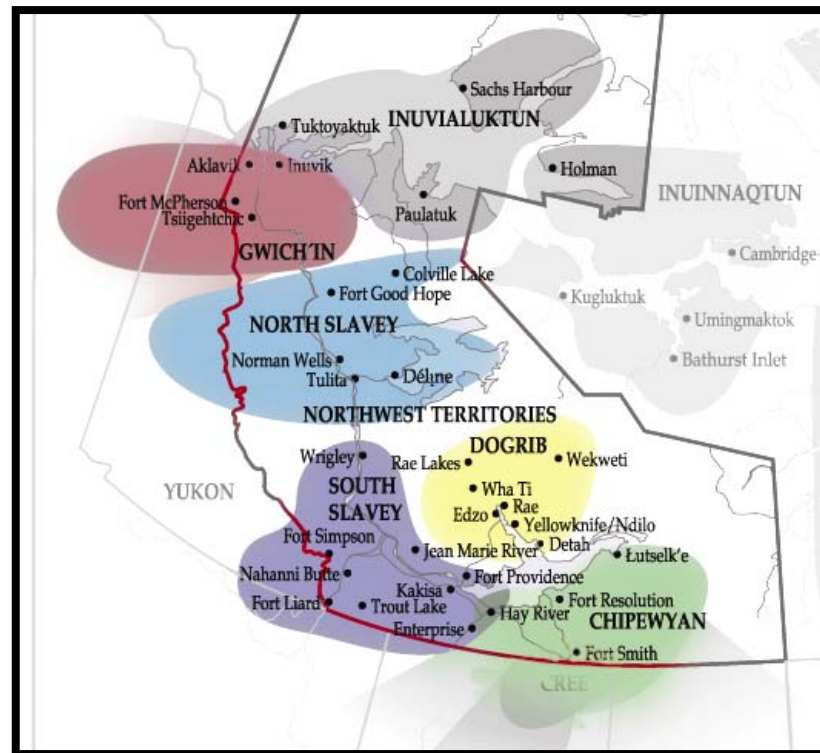 Sachs Harbour
INUVIALUKTUN
Tuktoyaktuk
Aklavik
Inuvik
Holman
INUINNAQTUN
Fort McPherson
Tsiigehtchic
Paulatuk
GWICH´IN
Cambridge
Colville Lake
Fort Good Hope
Kugluktuk
Umingmaktok
NORTH SLAVEY
Bathurst Inlet
Norman Wells
Tulita
Délįne
NORTHWEST TERRITORIES
DOGRIB
Wrigley
Rae Lakes
Wekweti
YUKON
SOUTH
SLAVEY
Wha Ti
Rae
Edzo
Yellowknife/Ndilo
Fort Simpson
Jean Marie River
Detah
Łutselk'e
Nahanni Butte
Fort Providence
Kakisa
Fort Liard
Trout Lake
Hay River
Fort Resolution
CHIPEWYAN
Enterprise
Fort Smith
CREE